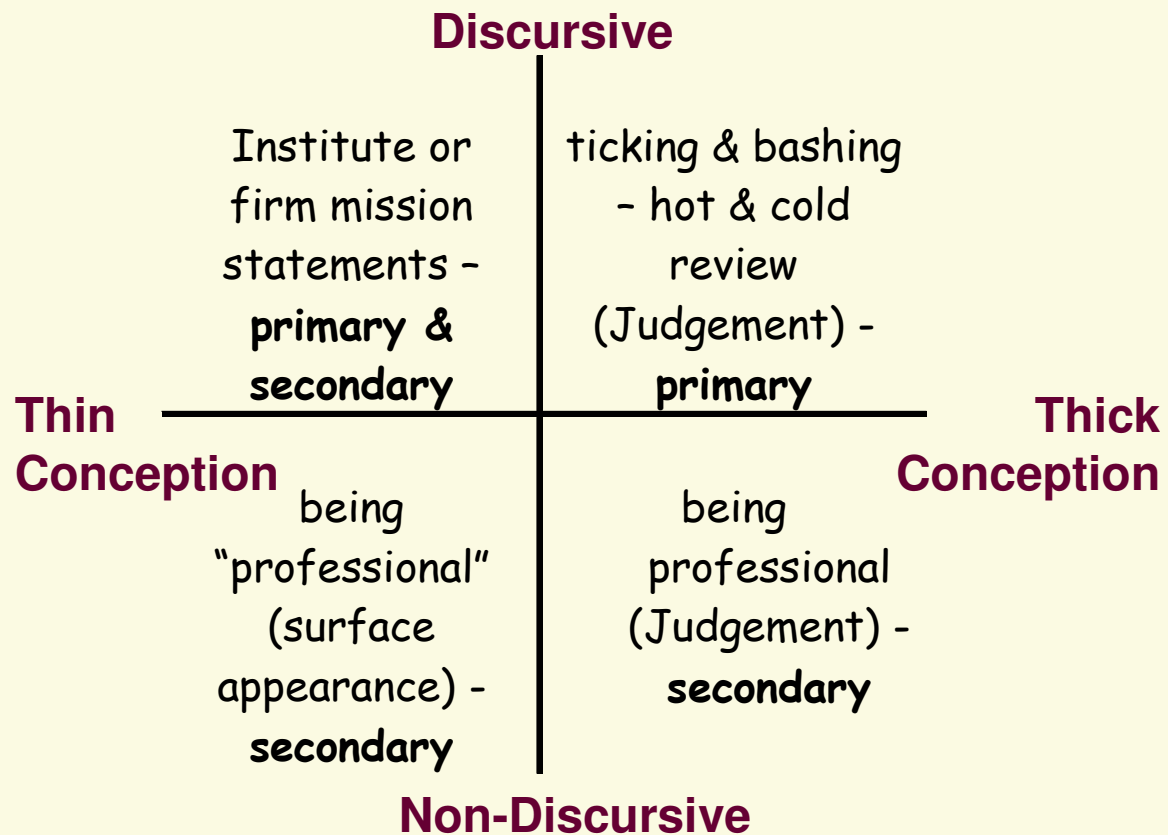 Discursive
Institute or
firm mission
statements –
primary &
secondary
ticking & bashing
– hot & cold
review
(Judgement) -
primary
Thin
Conception
Thick
Conception
being
“professional”
(surface
appearance) -
secondary
being
professional
(Judgement) -
secondary
Non-Discursive